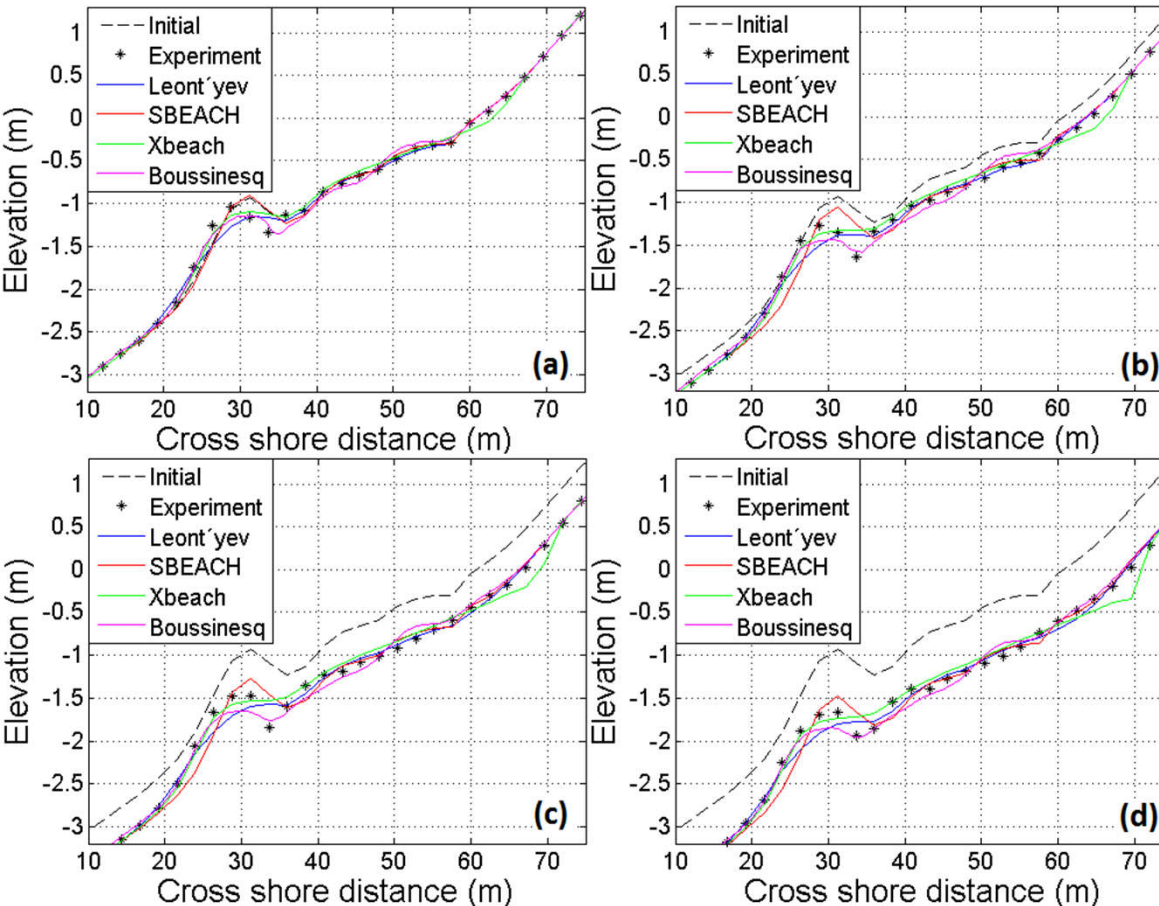 Initial
Experiment
Leont´yev
SBEACH
Xbeach
Boussinesq
1
0.5
0
-0.5
-1
-1.5
-2
-2.5
-3
Elevation (m)
10 20 30 40 50 60 70
Cross shore distance (m)
(a)
Initial
Experiment
Leont´yev
SBEACH
Xbeach
Boussinesq
1
0.5
0
-0.5
-1
-1.5
-2
-2.5
-3
Elevation (m)
10 20 30 40 50 60 70
Cross shore distance (m)
(b)
Initial
Experiment
Leont´yev
SBEACH
Xbeach
Boussinesq
1
0.5
0
-0.5
-1
-1.5
-2
-2.5
-3
Elevation (m)
10 20 30 40 50 60 70
Cross shore distance (m)
(c)
Initial
Experiment
Leont´yev
SBEACH
Xbeach
Boussinesq
1
0.5
0
-0.5
-1
-1.5
-2
-2.5
-3
Elevation (m)
10 20 30 40 50 60 70
Cross shore distance (m)
(d)